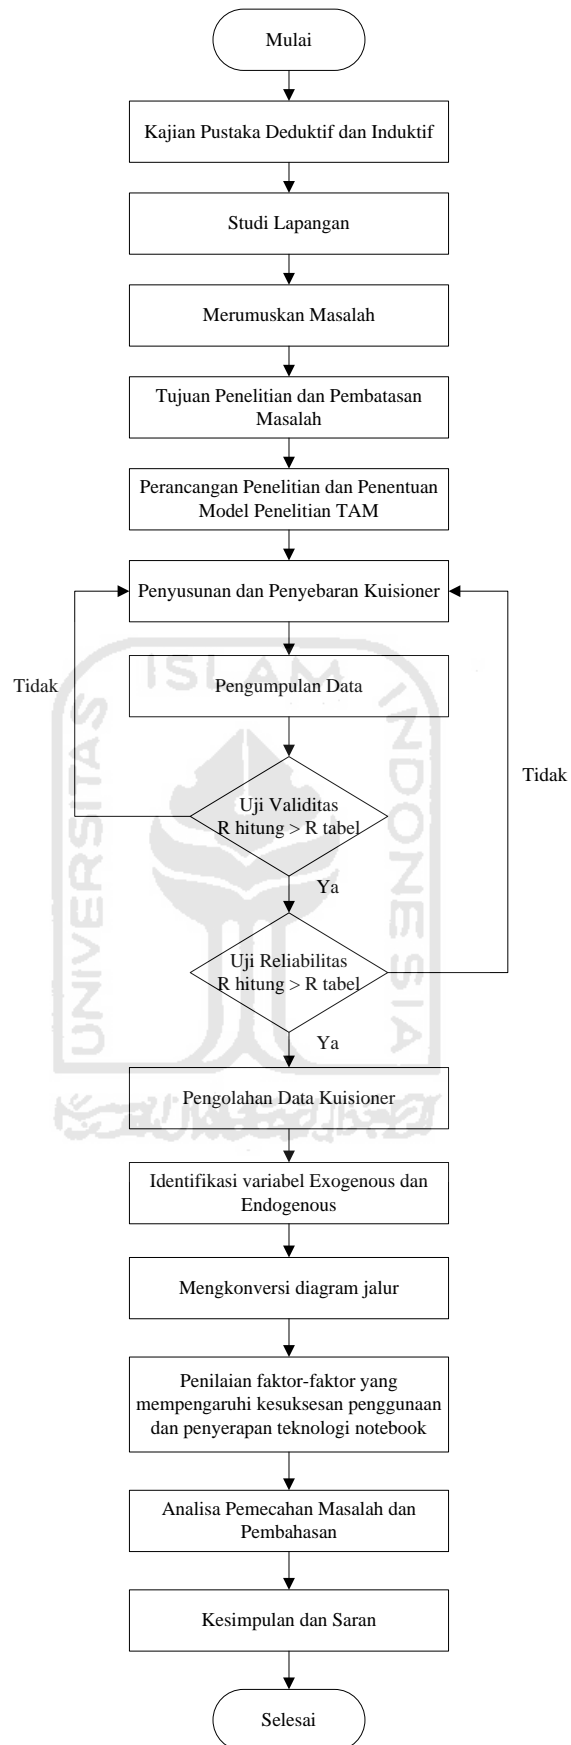 Mulai
Kajian Pustaka Deduktif dan Induktif
Studi Lapangan
Merumuskan Masalah
Tujuan Penelitian dan Pembatasan
Masalah
Perancangan Penelitian dan Penentuan
Model Penelitian TAM
Penyusunan dan Penyebaran Kuisioner
Tidak
Pengumpulan Data
Tidak
Uji Validitas
R hitung > R tabel
Ya
Uji Reliabilitas
R hitung > R tabel
Ya
Pengolahan Data Kuisioner
Identifikasi variabel Exogenous dan
Endogenous
Mengkonversi diagram jalur
Penilaian faktor-faktor yang
mempengaruhi kesuksesan penggunaan
dan penyerapan teknologi notebook
Analisa Pemecahan Masalah dan
Pembahasan
Kesimpulan dan Saran
Selesai
UNIVERSITAS
ISLAM
INDONESIA